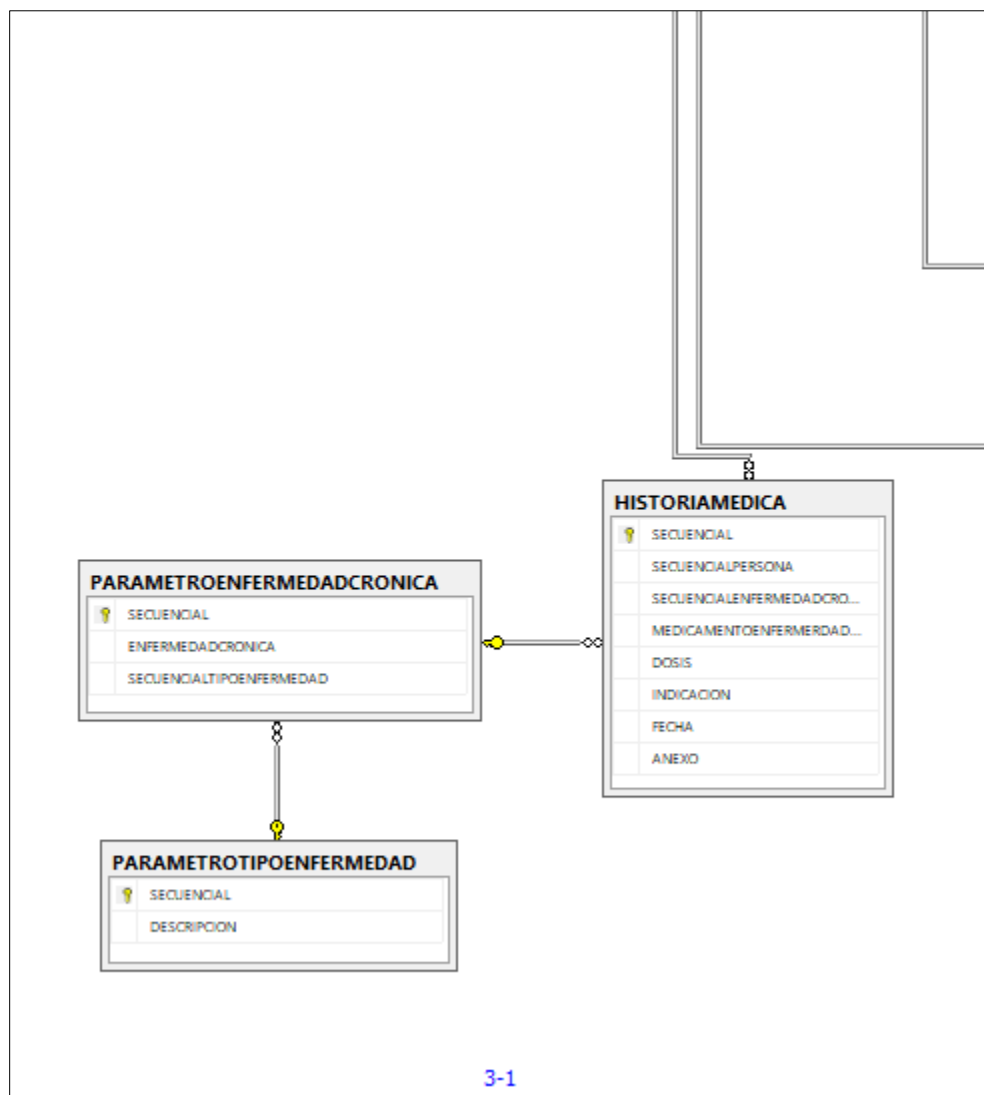 HISTORIAMEDICA
SECUENCIAL
SECUENCIALPERSONA
SECUENCIALENFERMEDADCRO...
MEDICAMENTOENFERMERDAD...
DOSIS
INDICACION
FECHA
ANEXO
PARAMETROENFERMEDADCRONICA
SECUENCIAL
ENFERMEDADCRONICA
SECUENCIALTIPOENFERMEDAD
PARAMETROTIPOENFERMEDAD
SECUENCIAL
DESCRIPCION
3-1